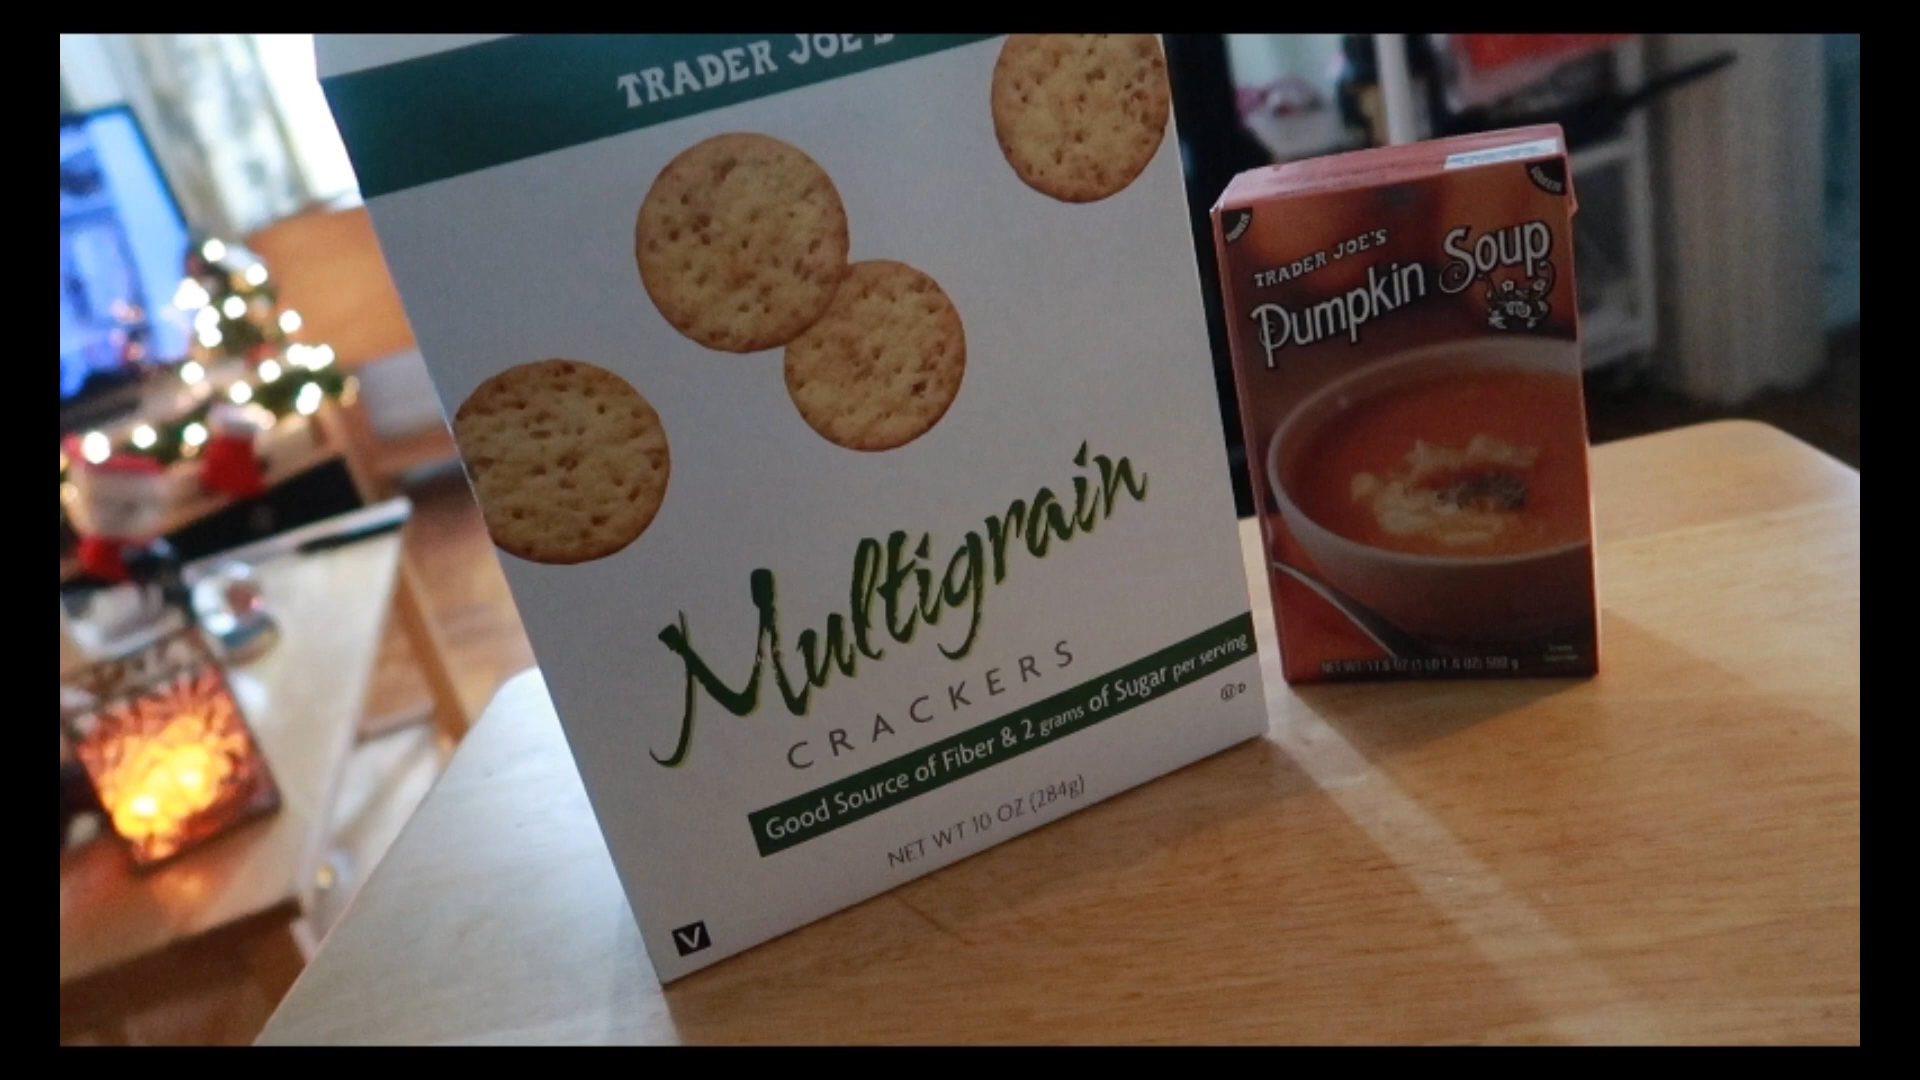 TRADER JOE'S
Multigrain
CRACKERS
Good Source of Fiber & 2 grams of Sugar per serving
NET WT 10 OZ (284g)
V
TRADER JOE'S
Pumpkin Soup